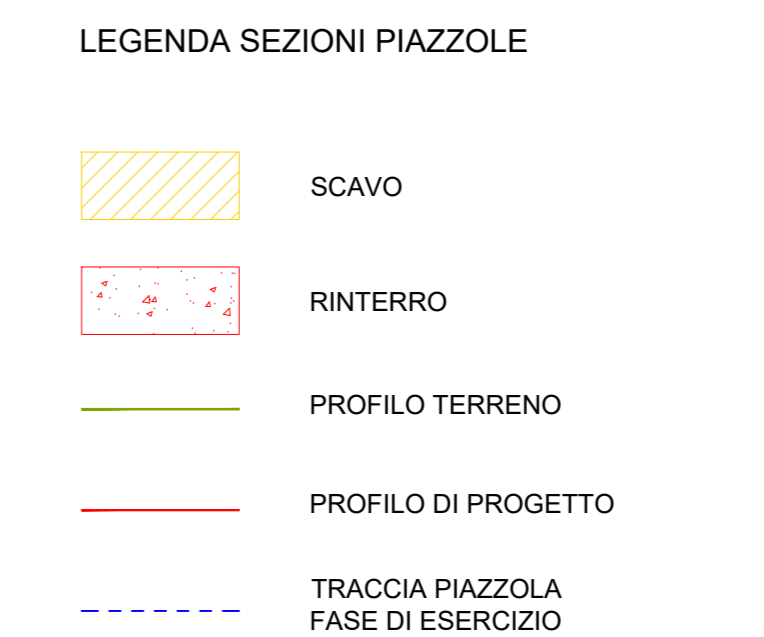 LEGENDA SEZIONI PIAZZOLE
SCAVO
RINTERRO
PROFILO TERRENO
PROFILO DI PROGETTO
TRACCIA PIAZZOLA
FASE DI ESERCIZIO